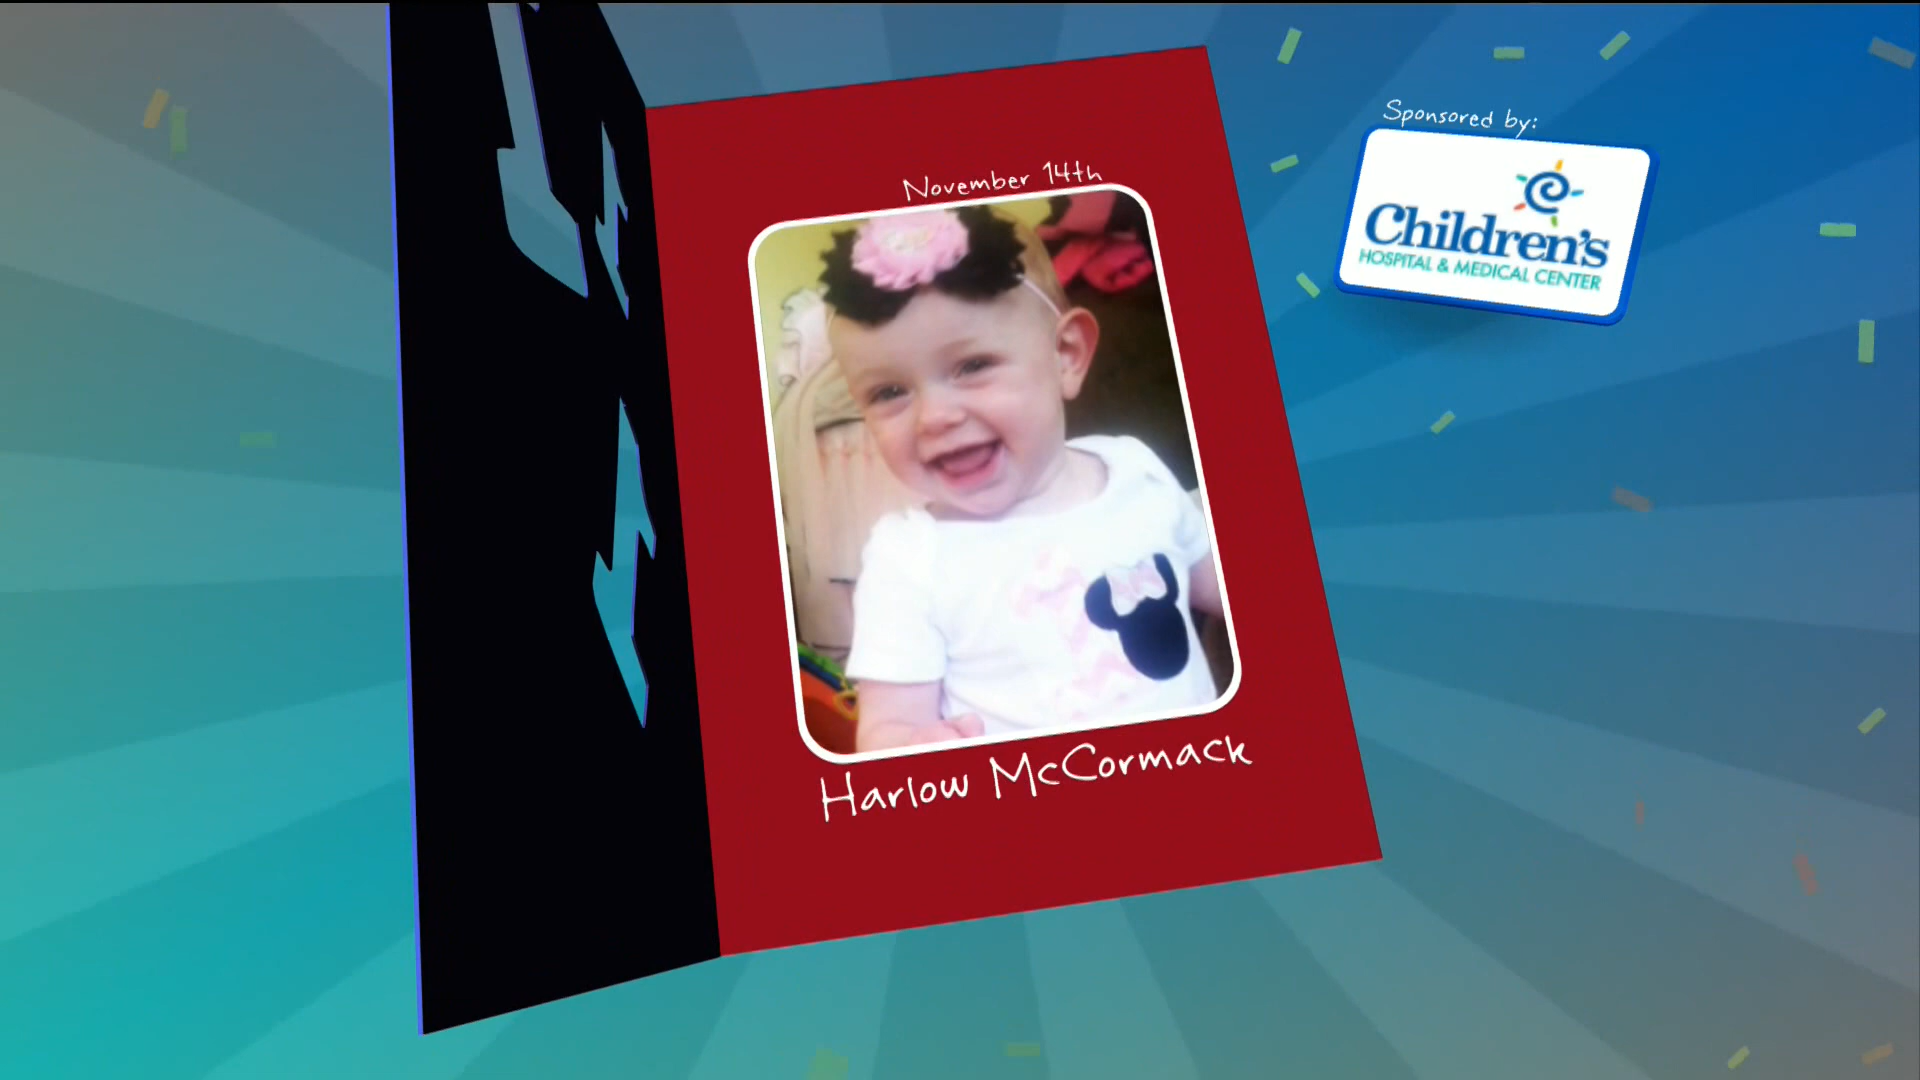 November 14th
Harlow McCormack
Sponsored by:
Children's
HOSPITAL & MEDICAL CENTER